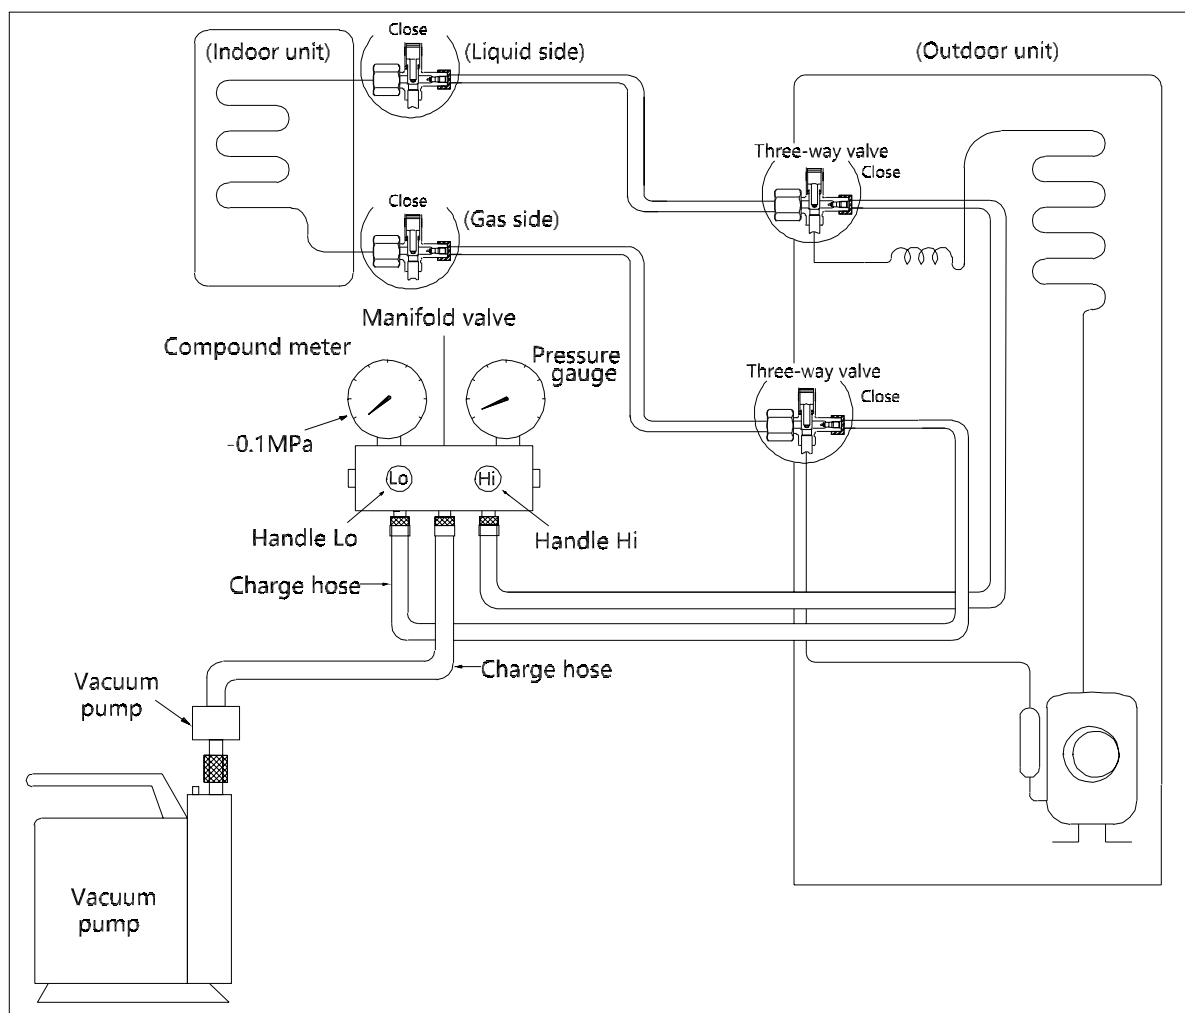 Close
(Indoor unit)
(Liquid side)
(Outdoor unit)
Three-way valve
Close
Close
(Gas side)
Manifold valve
Compound meter
Pressure
gauge
Three-way valve
Close
-0.1MPa
Lo
Hi
Handle Lo
Handle Hi
Charge hose
Charge hose
Vacuum
pump
Vacuum
pump